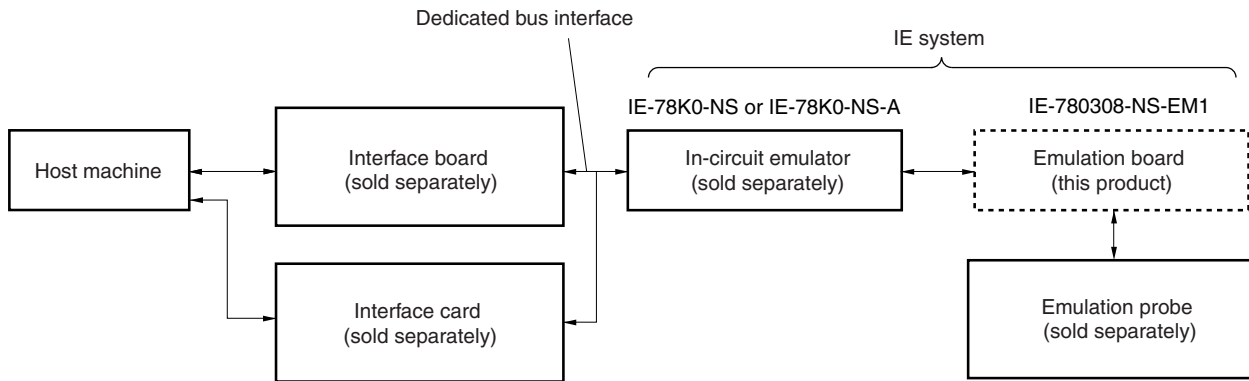 Dedicated bus interface
IE system
IE-78K0-NS or IE-78K0-NS-A
IE-780308-NS-EM1
Host machine
Interface board
(sold separately)
In-circuit emulator
(sold separately)
Emulation board
(this product)
Interface card
(sold separately)
Emulation probe
(sold separately)